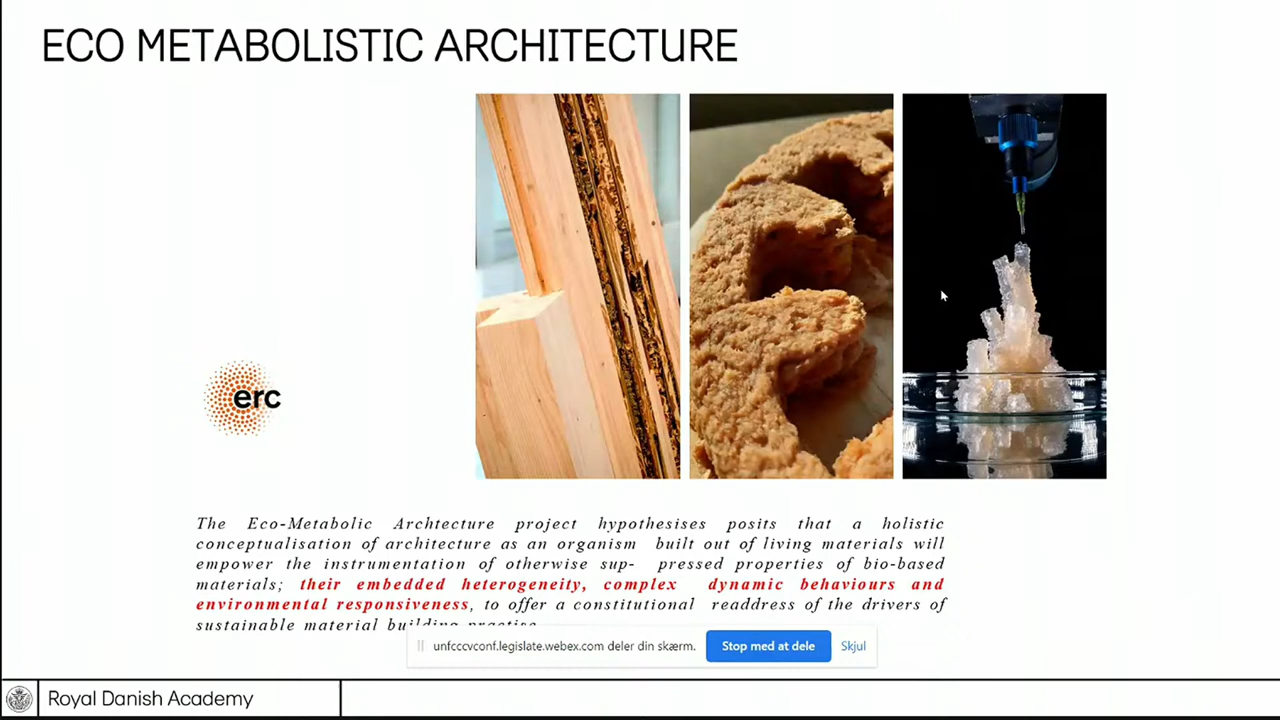 ECO METABOLISTIC ARCHITECTURE
erc
The Eco-Metabolic Archtecture project hypothesises posits that a holistic
conceptualisation of architecture as an organism built out of living materials will
empower the instrumentation of otherwise sup- pressed properties of bio-based
materials; their embedded heterogeneity, complex dynamic behaviours and
environmental responsiveness, to offer a constitutional readdress of the drivers of
sustainable material building practise.
unfcccvconf.legislate.webex.com deler din skærm.
Stop med at dele
Skjul
Royal Danish Academy